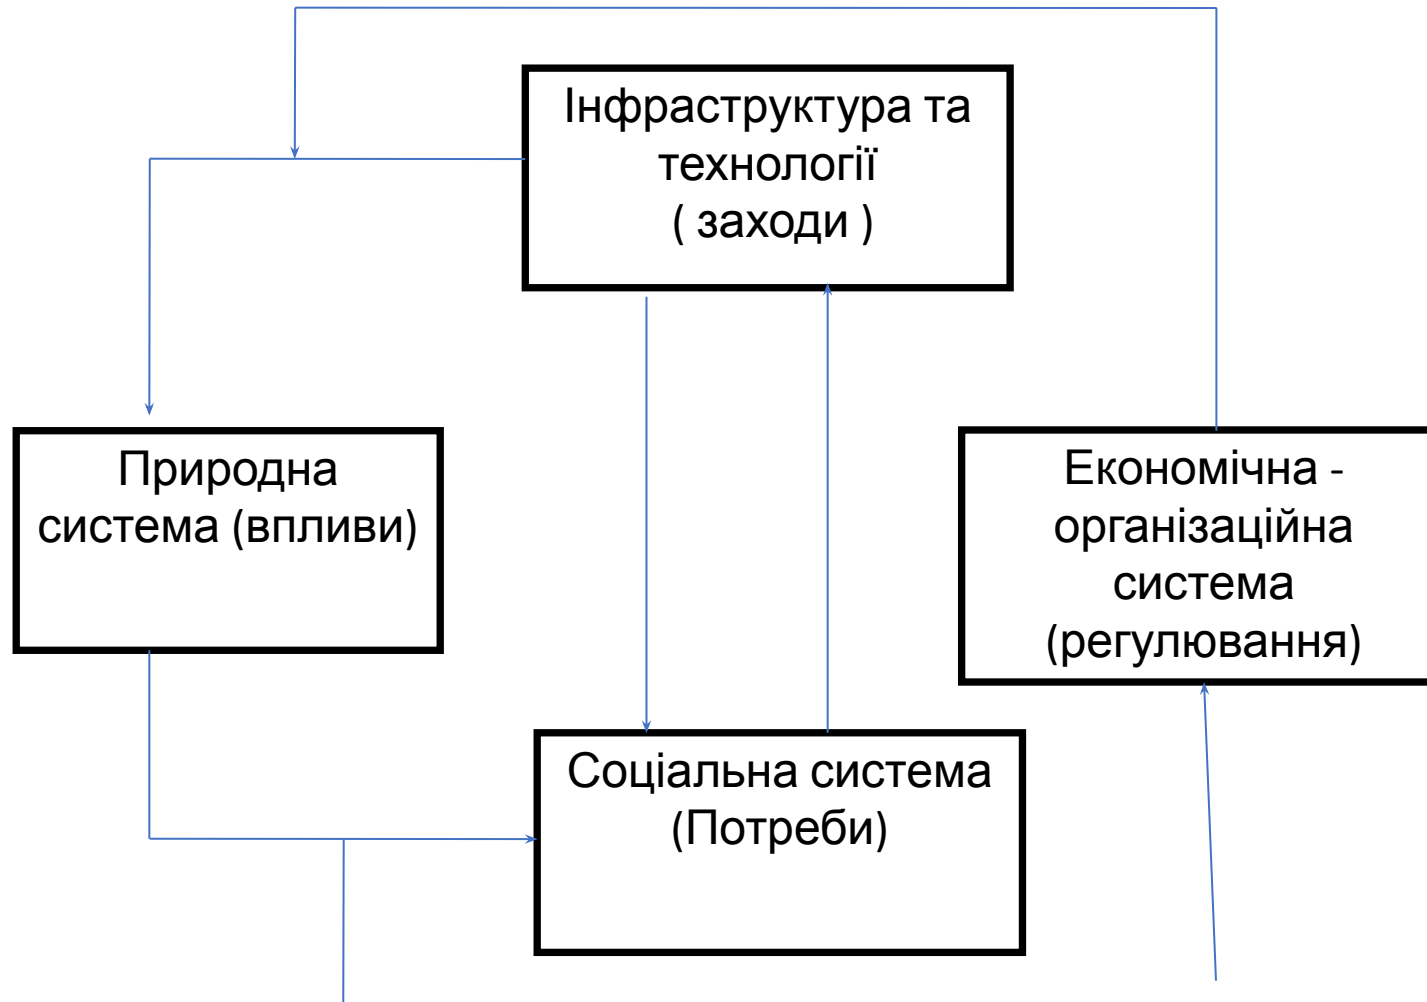 Інфраструктура та
технології
( заходи )
Природна
система (впливи)
Економічна -
організаційна
система
(регулювання)
Соціальна система
(Потреби)